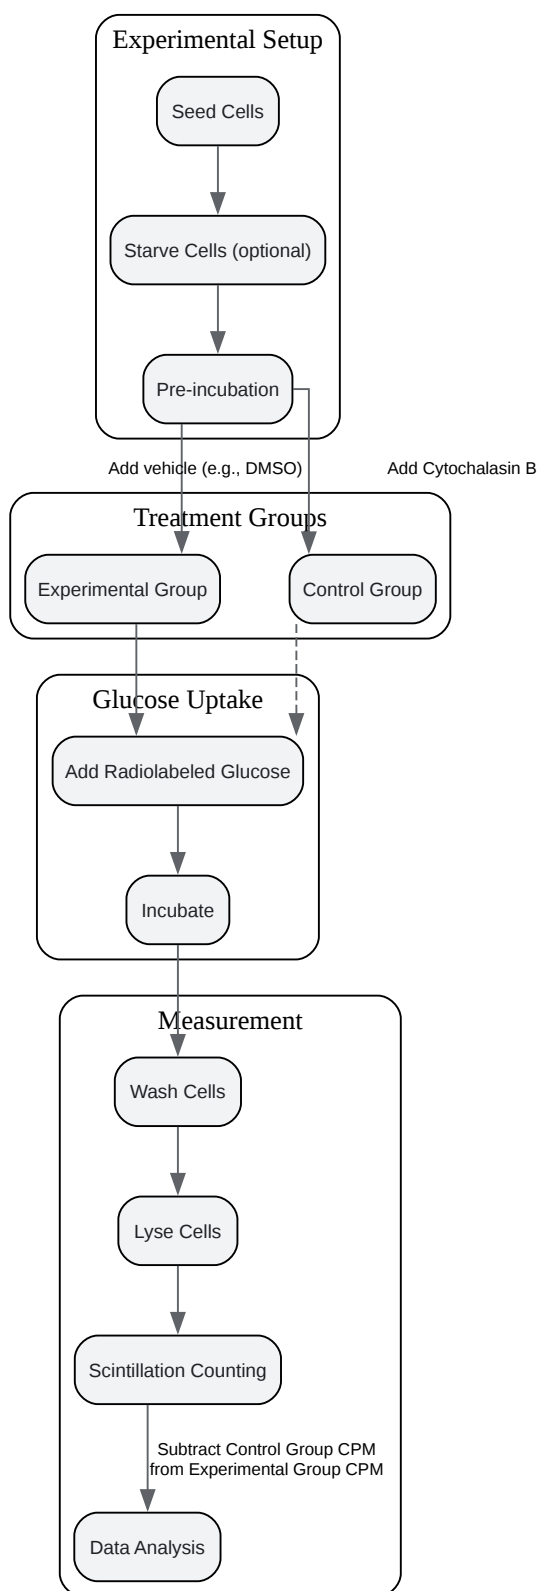 Experimental Setup
Seed Cells
Starve Cells (optional)
Pre-incubation
Add vehicle (e.g., DMSO)
Add Cytochalasin B
Treatment Groups
Experimental Group
Control Group
Glucose Uptake
Add Radiolabeled Glucose
Incubate
Measurement
Wash Cells
Lyse Cells
Scintillation Counting
Subtract Control Group CPM
from Experimental Group CPM
Data Analysis